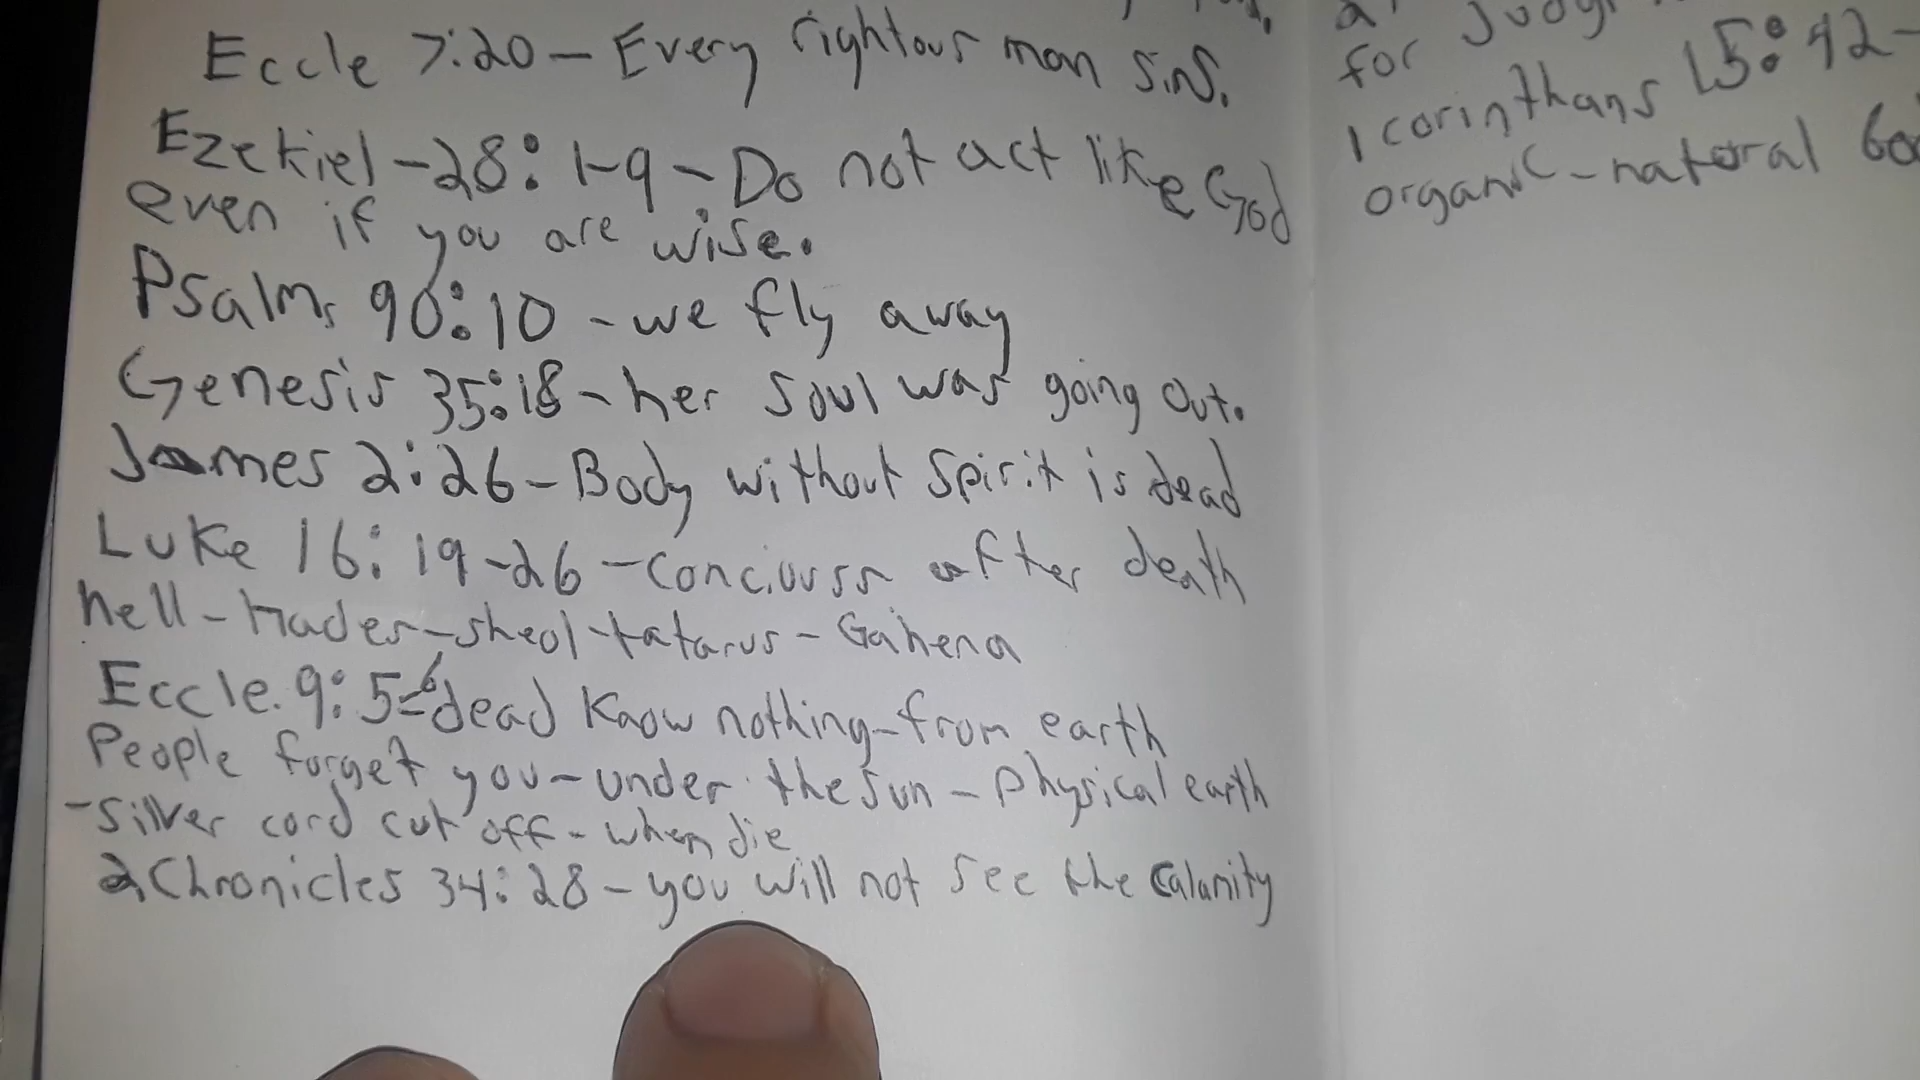 Eccle 7:20 - Every rightous man sins.
Ezekiel - 28:1-9 - Do not act like God
even if you are wise.
Psalms 90:10 - we fly away
Genesis 35:18 - her soul was going out.
James 2:26 - Body without Spirit is dead
Luke 16:19-26 - Conciouss after death
hell - Hades - sheol - tatarus - Gahena
Eccle. 9:5-6 dead Know nothing - from earth
People forget you - under the sun - Physical earth
- silver cord cut off - when die
2 Chronicles 34:28 - you will not see the Calamity
for
1 corinthans 15:42-
organic - natural